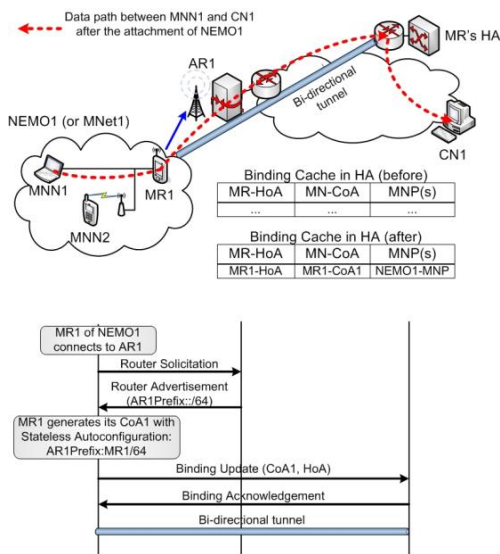 Data path between MNN1 and CN1
after the attachment of NEMO1
MR's HA
AR1
Bi-directional
tunnel
NEMO1 (or MNet1)
CN1
MNN1
MR1
MNN2
Binding Cache in HA (before)
MR-HoA MN-CoA MNP(s)
... ... ...
Binding Cache in HA (after)
MR-HoA MN-CoA MNP(s)
MR1-HoA MR1-CoA1 NEMO1-MNP
MR1 of NEMO1
connects to AR1
Router Solicitation
Router Advertisement
(AR1Prefix::/64)
MR1 generates its CoA1 with
Stateless Autoconfiguration:
AR1Prefix:MR1/64
Binding Update (CoA1, HoA)
Binding Acknowledgement
Bi-directional tunnel